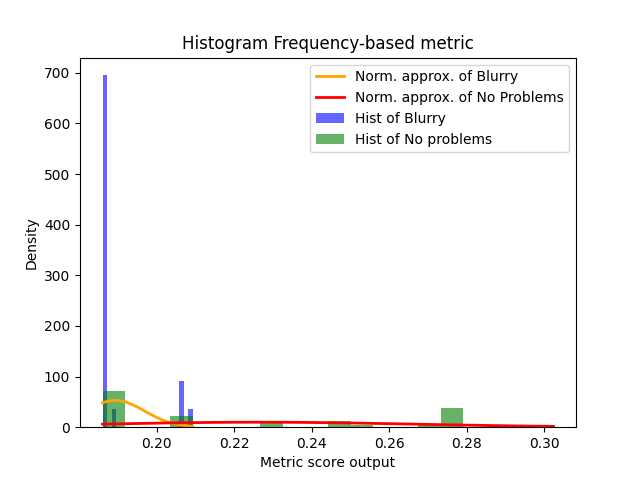 Histogram Frequency-based metric
Norm. approx. of Blurry
Norm. approx. of No Problems
Hist of Blurry
Hist of No problems
Density
700
600
500
400
300
200
100
0
0.20
0.22
0.24
0.26
0.28
0.30
Metric score output